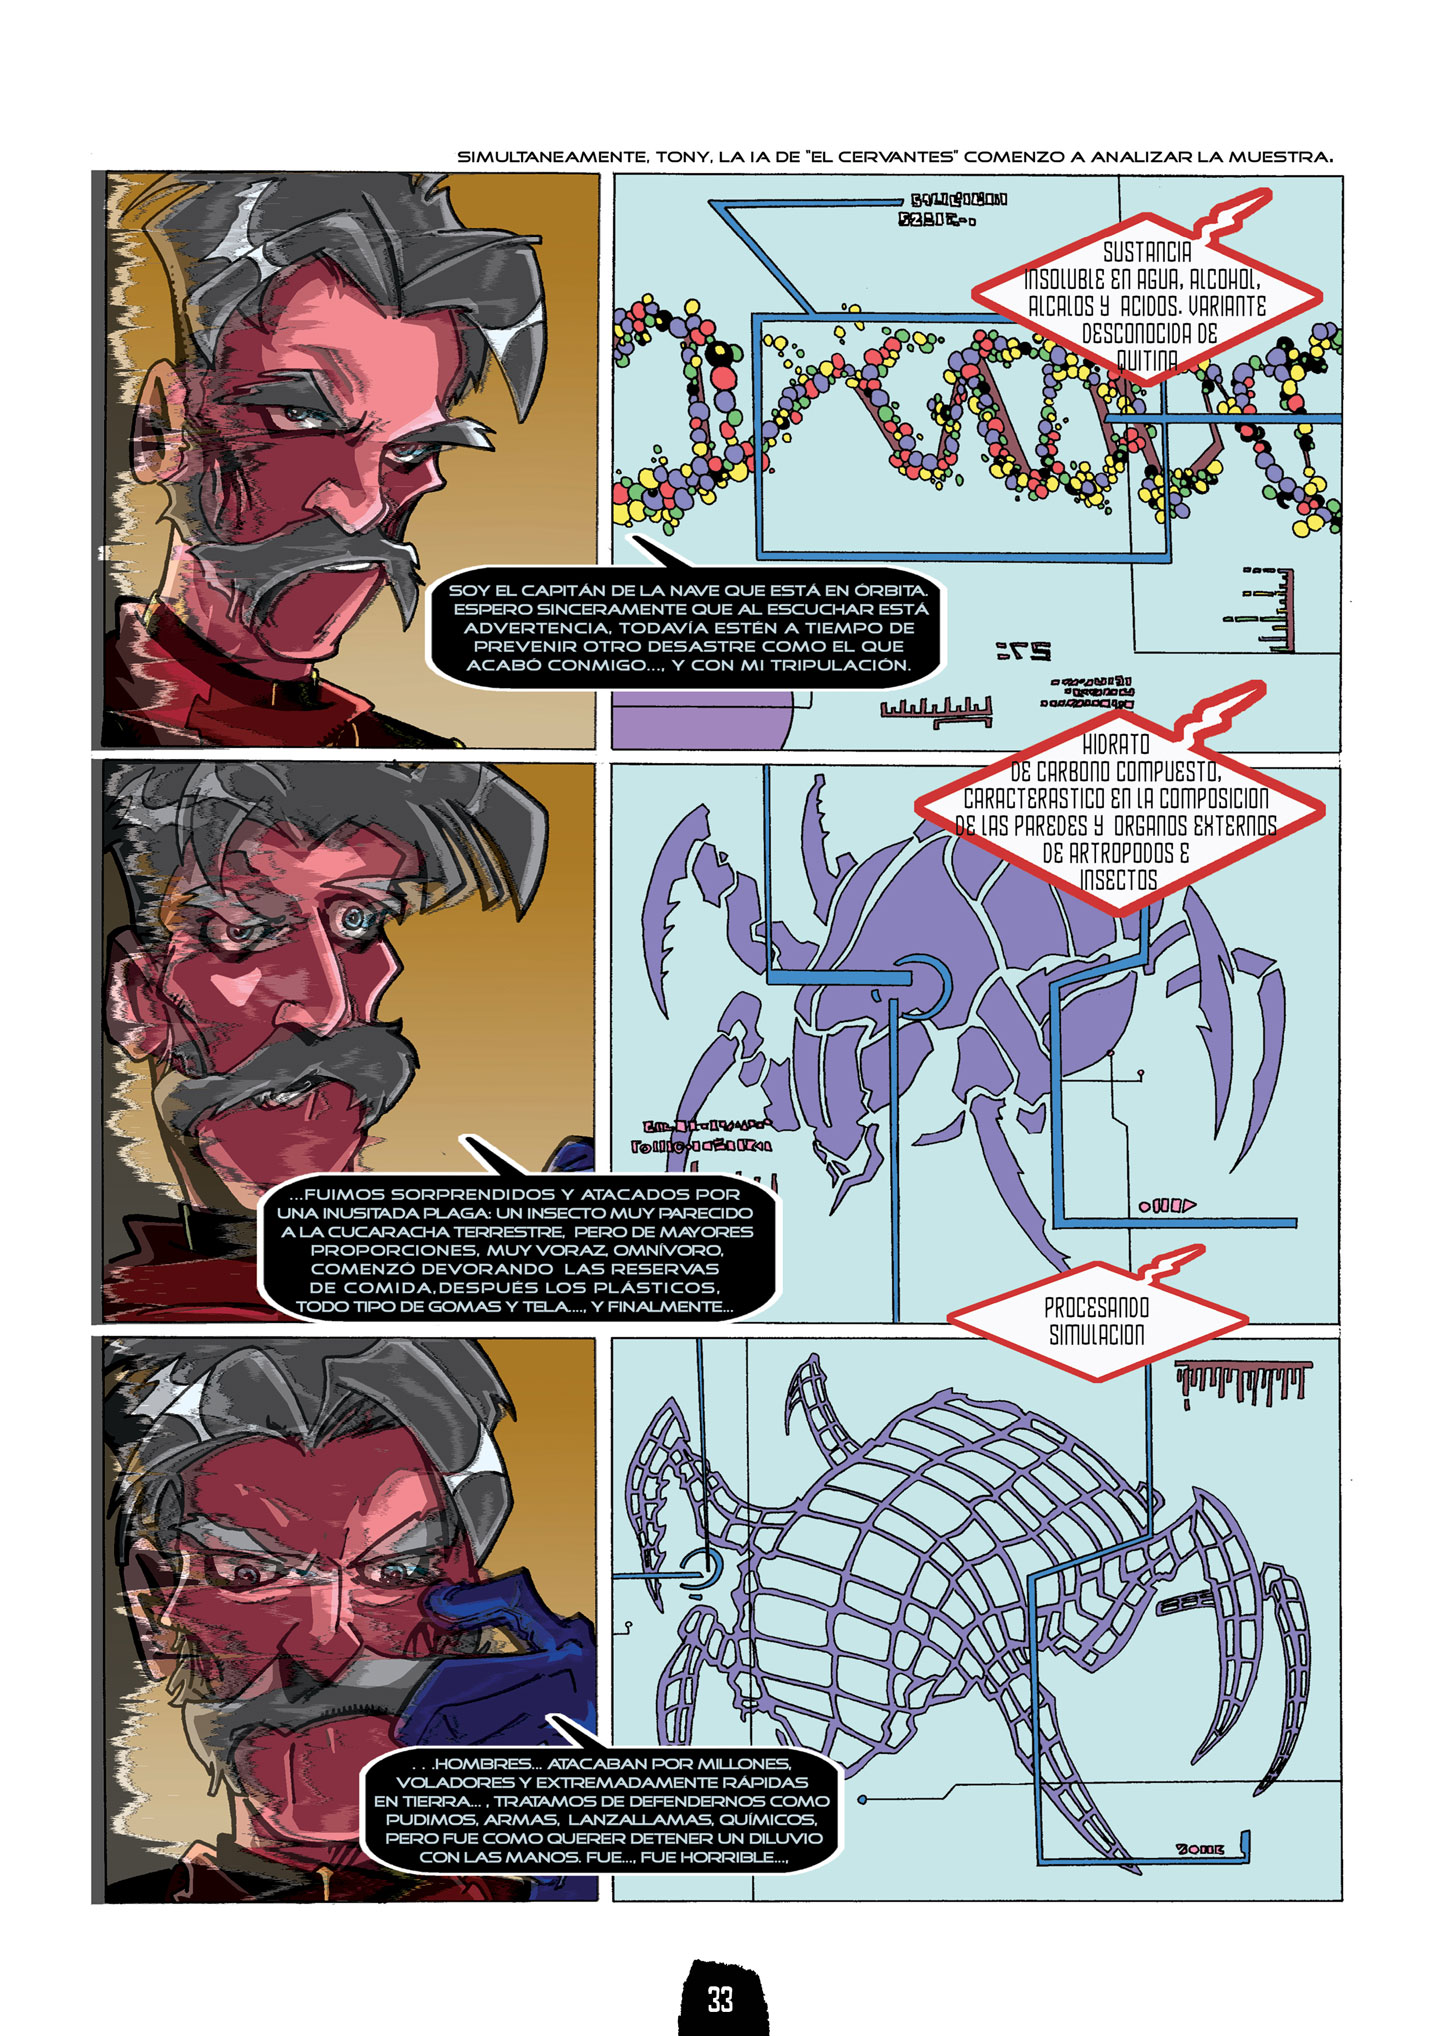 SIMULTANEAMENTE, TONY, LA IA DE "EL CERVANTES" COMENZO A ANALIZAR LA MUESTRA.
SUSTANCIA
INSOLUBLE EN AGUA, ALCOHOL,
ALCALOS Y ACIDOS. VARIANTE
DESCONOCIDA DE
QUITINA
SOY EL CAPITÁN DE LA NAVE QUE ESTÁ EN ÓRBITA.
ESPERO SINCERAMENTE QUE AL ESCUCHAR ESTÁ
ADVERTENCIA, TODAVÍA ESTÉN A TIEMPO DE
PREVENIR OTRO DESASTRE COMO EL QUE
ACABÓ CONMIGO..., Y CON MI TRIPULACIÓN.
HIDRATO
DE CARBONO COMPUESTO,
CARACTERASTICO EN LA COMPOSICION
DE LAS PAREDES Y ORGANOS EXTERNOS
DE ARTROPODOS E
INSECTOS
...FUIMOS SORPRENDIDOS Y ATACADOS POR
UNA INUSITADA PLAGA: UN INSECTO MUY PARECIDO
A LA CUCARACHA TERRESTRE, PERO DE MAYORES
PROPORCIONES, MUY VORAZ, OMNÍVORO,
COMENZÓ DEVORANDO LAS RESERVAS
DE COMIDA,DESPUÉS LOS PLÁSTICOS,
TODO TIPO DE GOMAS Y TELA...., Y FINALMENTE...
PROCESANDO
SIMULACION
...HOMBRES... ATACABAN POR MILLONES,
VOLADORES Y EXTREMADAMENTE RÁPIDAS
EN TIERRA... , TRATAMOS DE DEFENDERNOS COMO
PUDIMOS, ARMAS, LANZALLAMAS, QUÍMICOS,
PERO FUE COMO QUERER DETENER UN DILUVIO
CON LAS MANOS. FUE..., FUE HORRIBLE...,
33